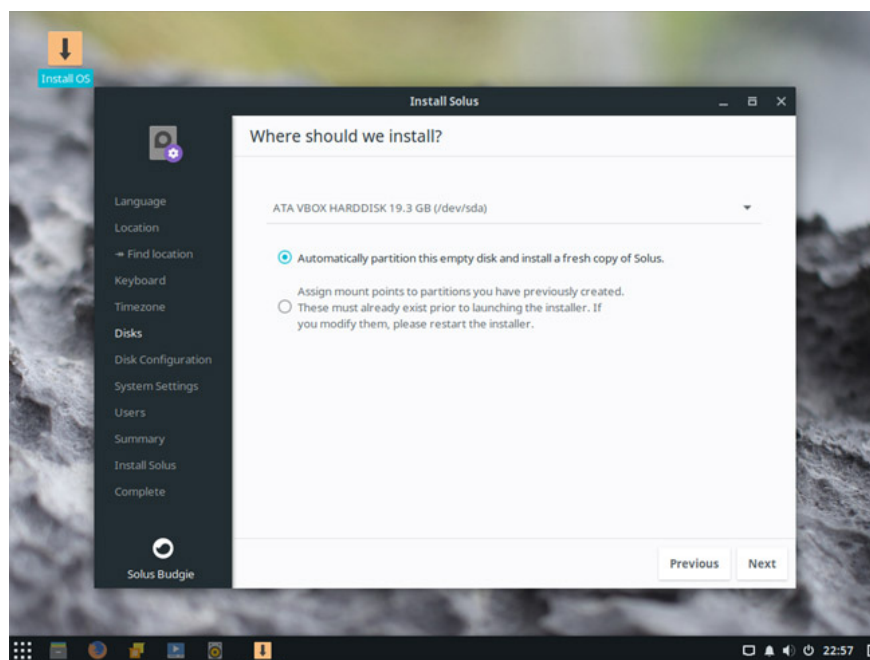 Install OS
Install Solus
Where should we install?
Language
Location
↠ Find location
Keyboard
Timezone
Disks
Disk Configuration
System Settings
Users
Summary
Install Solus
Complete
Solus Budgie
ATA VBOX HARDDISK 19.3 GB (/dev/sda)
Automatically partition this empty disk and install a fresh copy of Solus.
Assign mount points to partitions you have previously created.
These must already exist prior to launching the installer. If
you modify them, please restart the installer.
Previous
Next
22:57